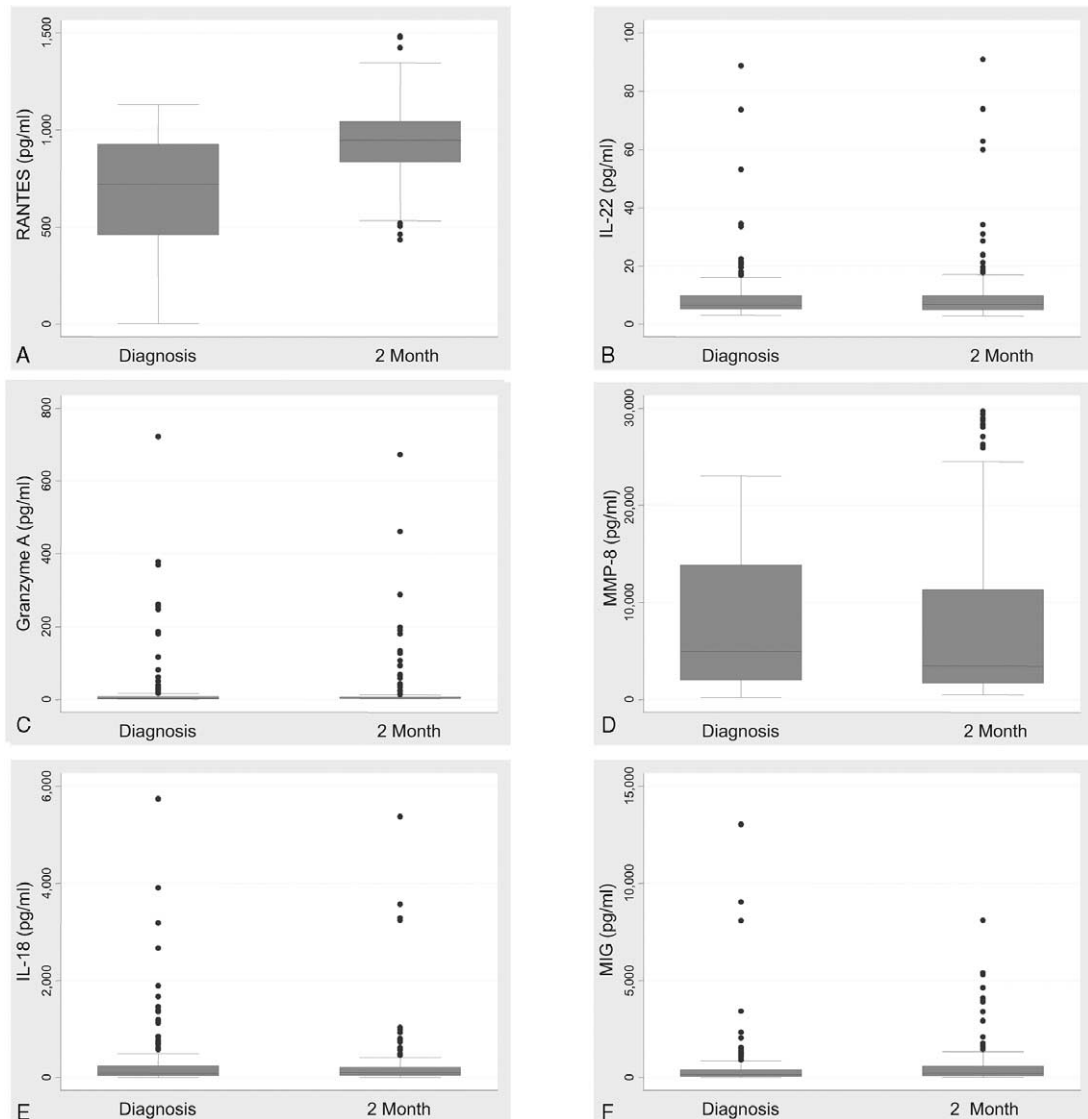 RANTES (pg/ml)
1,500
1,000
500
0
A
Diagnosis
2 Month
IL-22 (pg/ml)
100
80
60
40
20
0
B
Diagnosis
2 Month
Granzyme A (pg/ml)
800
600
400
200
0
C
Diagnosis
2 Month
MMP-8 (pg/ml)
30,000
20,000
10,000
0
D
Diagnosis
2 Month
IL-18 (pg/ml)
6,000
4,000
2,000
0
E
Diagnosis
2 Month
MIG (pg/ml)
15,000
10,000
5,000
0
F
Diagnosis
2 Month